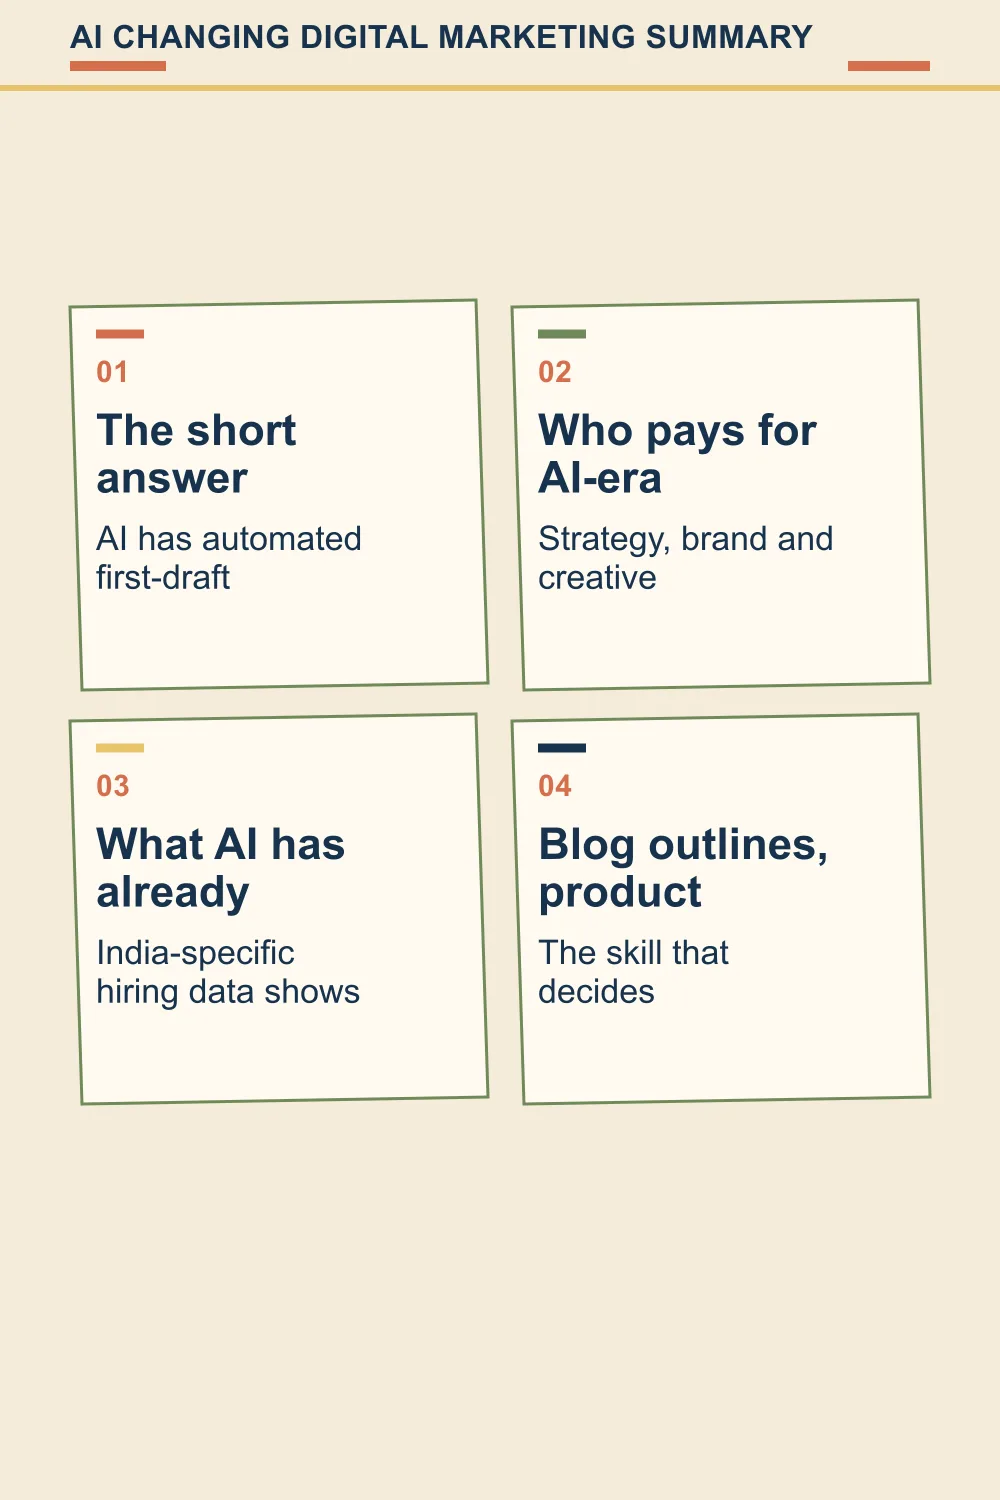 AI CHANGING DIGITAL MARKETING SUMMARY
01
The short
answer
AI has automated
first-draft
02
Who pays for
AI-era
Strategy, brand and
creative
03
What AI has
already
India-specific
hiring data shows
04
Blog outlines,
product
The skill that
decides